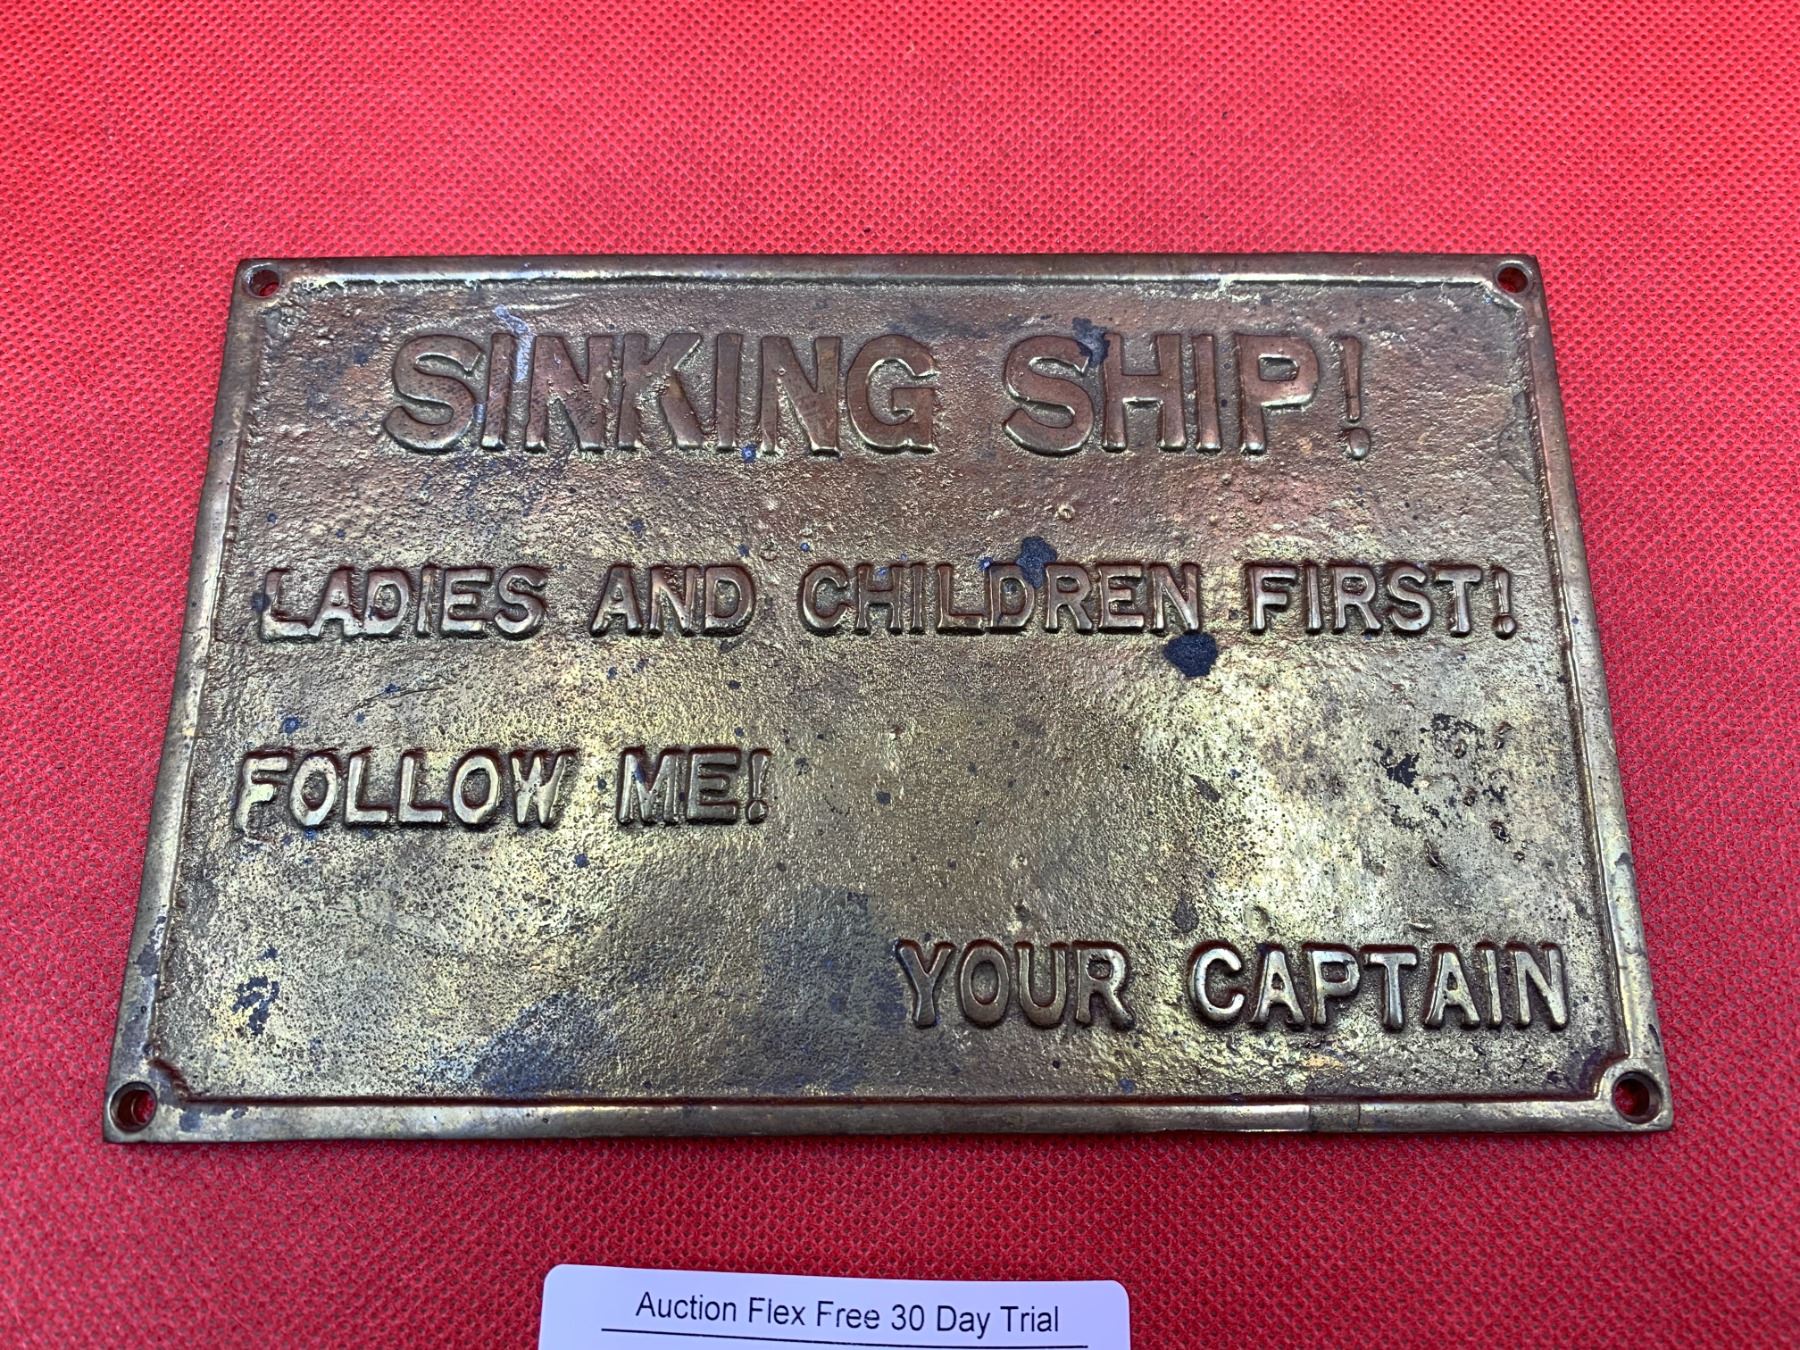 SINKING SHIP!
LADIES AND CHILDREN FIRST!
FOLLOW ME!
YOUR CAPTAIN
Auction Flex Free 30 Day Trial